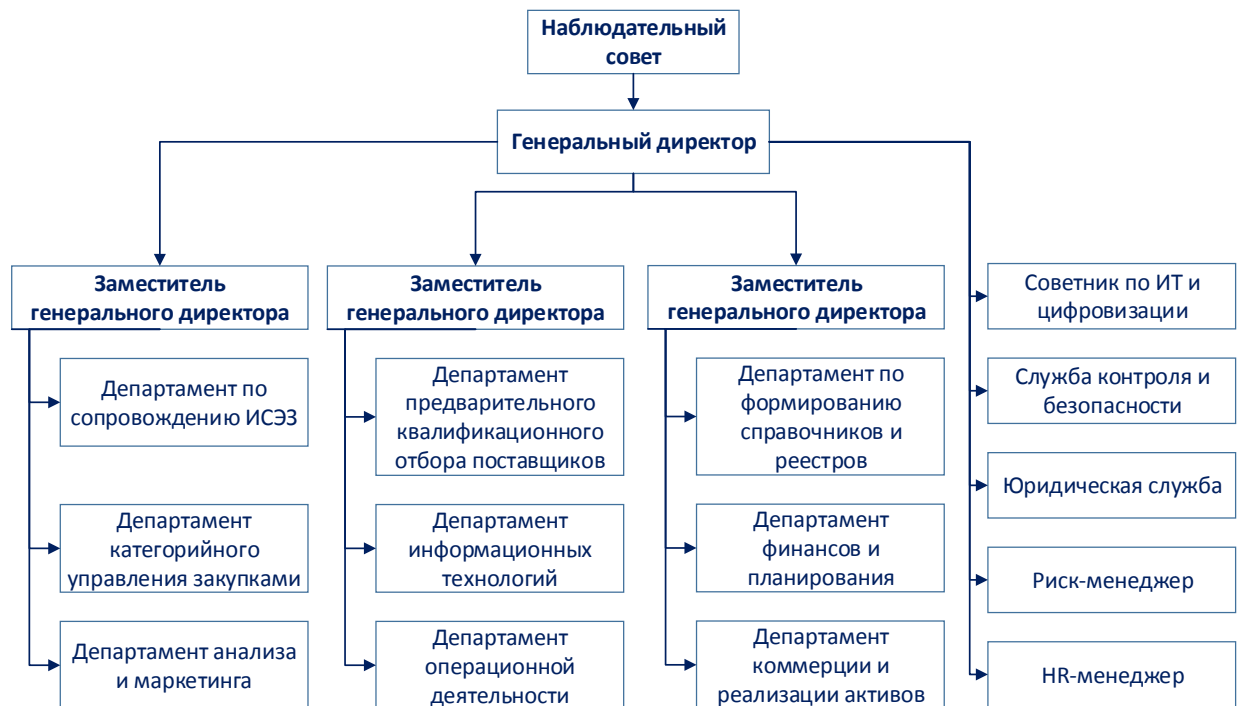 Наблюдательный
совет
Генеральный директор
Заместитель
генерального директора
Департамент по
сопровождению ИСЭЗ
Департамент
категорийного
управления закупками
Департамент анализа
и маркетинга
Заместитель
генерального директора
Департамент
предварительного
квалификационного
отбора поставщиков
Департамент
информационных
технологий
Департамент
операционной
деятельности
Заместитель
генерального директора
Департамент по
формированию
справочников и
реестров
Департамент
финансов и
планирования
Департамент
коммерции и
реализации активов
Советник по ИТ и
цифровизации
Служба контроля и
безопасности
Юридическая служба
Риск-менеджер
HR-менеджер